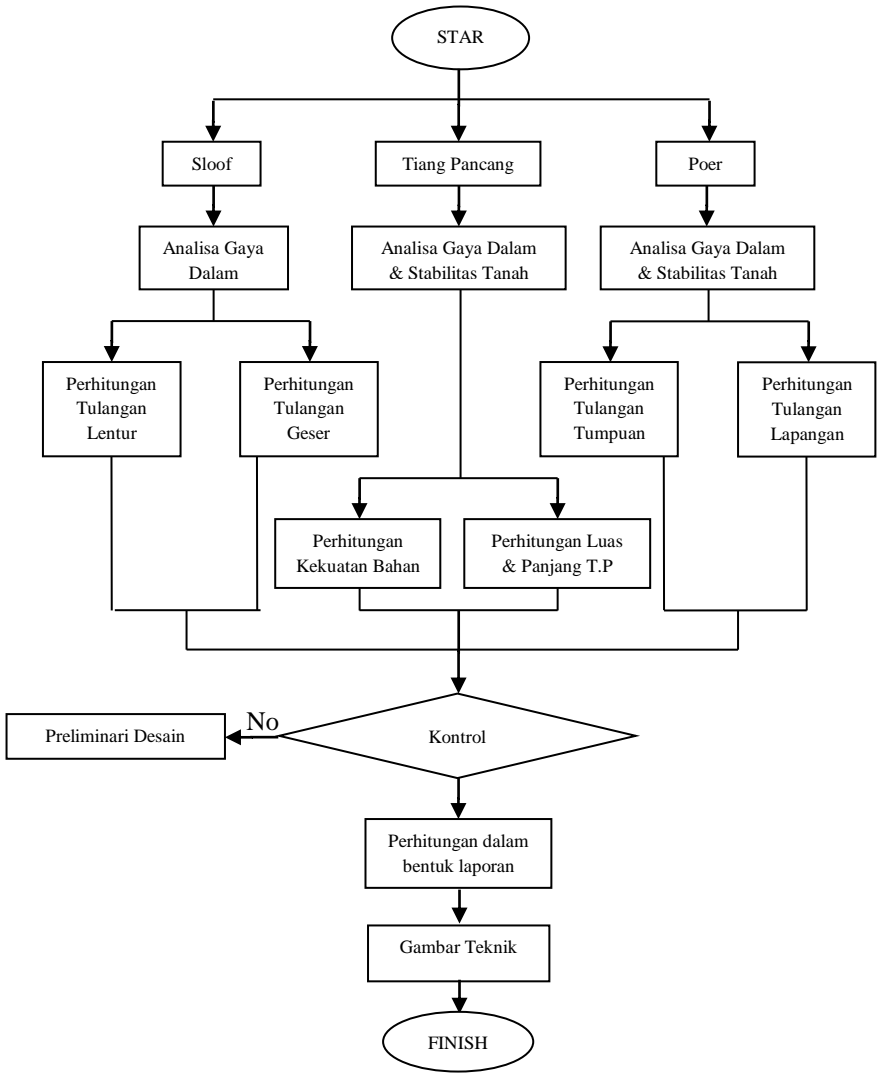 STAR
Sloof
Tiang Pancang
Poer
Analisa Gaya
Dalam
Analisa Gaya Dalam
& Stabilitas Tanah
Analisa Gaya Dalam
& Stabilitas Tanah
Perhitungan
Tulangan
Lentur
Perhitungan
Tulangan
Geser
Perhitungan
Tulangan
Tumpuan
Perhitungan
Tulangan
Lapangan
Perhitungan
Kekuatan Bahan
Perhitungan Luas
& Panjang T.P
No
Preliminari Desain
Kontrol
Perhitungan dalam
bentuk laporan
Gambar Teknik
FINISH